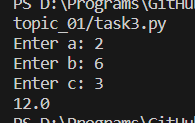 PS D:\Programs\GitHu
topic_01/task3.py
Enter a: 2
Enter b: 6
Enter c: 3
12.0